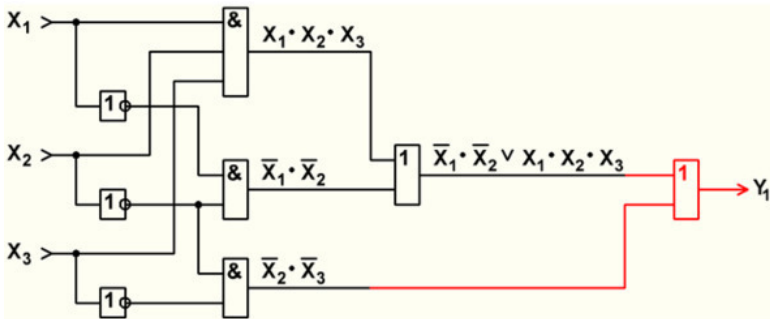 X₁
&
X₁ · X₂ · X₃
1
X₂
&
X̅₁ · X̅₂
1
X̅₁ · X̅₂ ∨ X₁ · X₂ · X₃
1
Y₁
1
X₃
&
X̅₂ · X̅₃
1